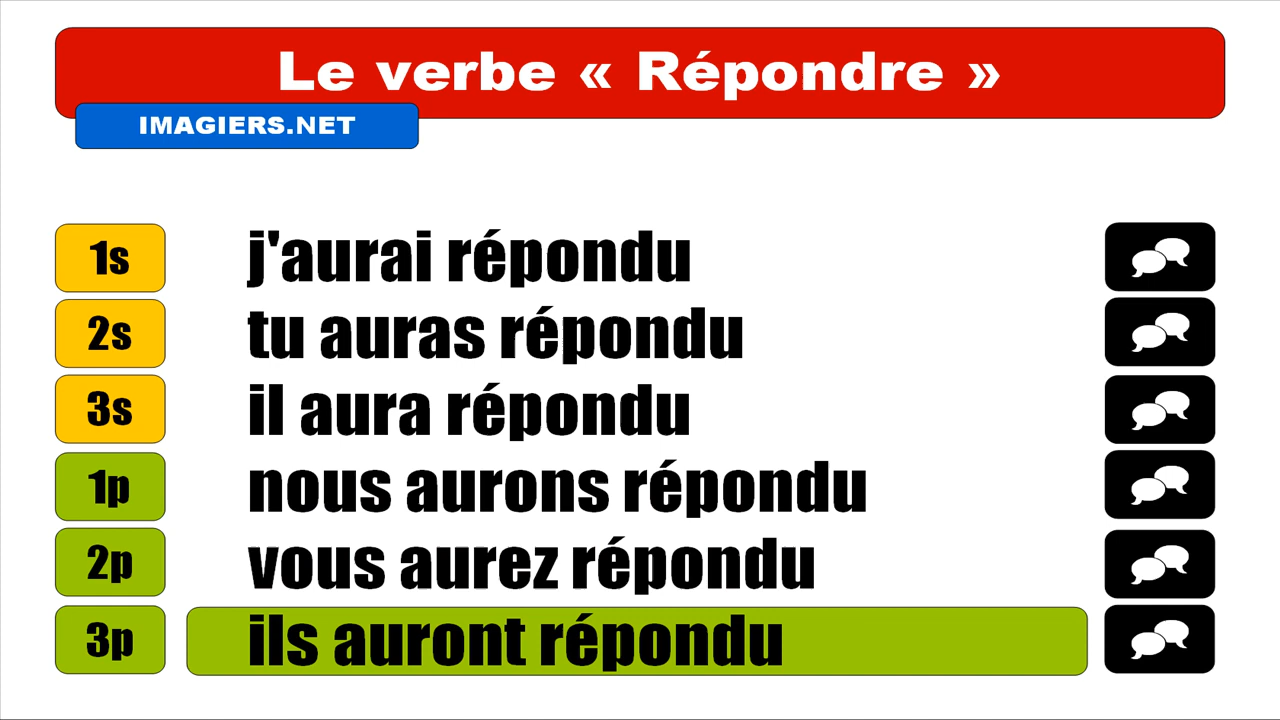 Le verbe « Répondre »
IMAGIERS.NET
1s j'aurai répondu
2s tu auras répondu
3s il aura répondu
1p nous aurons répondu
2p vous aurez répondu
3p ils auront répondu